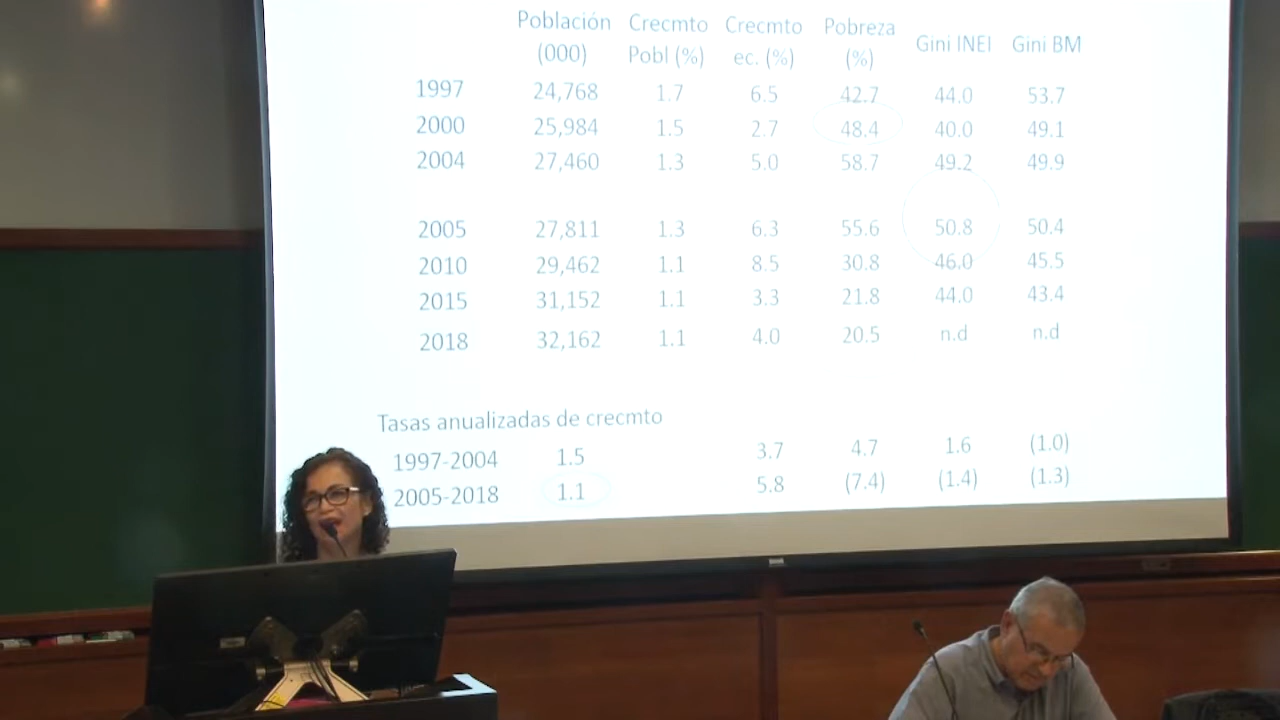 Población Crecmto Crecmto Pobreza Gini INEI Gini BM
(000) Pobl (%) ec. (%) (%)
1997 24,768 1.7 6.5 42.7 44.0 53.7
2000 25,984 1.5 2.7 48.4 40.0 49.1
2004 27,460 1.3 5.0 58.7 49.2 49.9
2005 27,811 1.3 6.3 55.6 50.8 50.4
2010 29,462 1.1 8.5 30.8 46.0 45.5
2015 31,152 1.1 3.3 21.8 44.0 43.4
2018 32,162 1.1 4.0 20.5 n.d n.d
Tasas anualizadas de crecmto
1997-2004 1.5 3.7 4.7 1.6 (1.0)
2005-2018 1.1 5.8 (7.4) (1.4) (1.3)